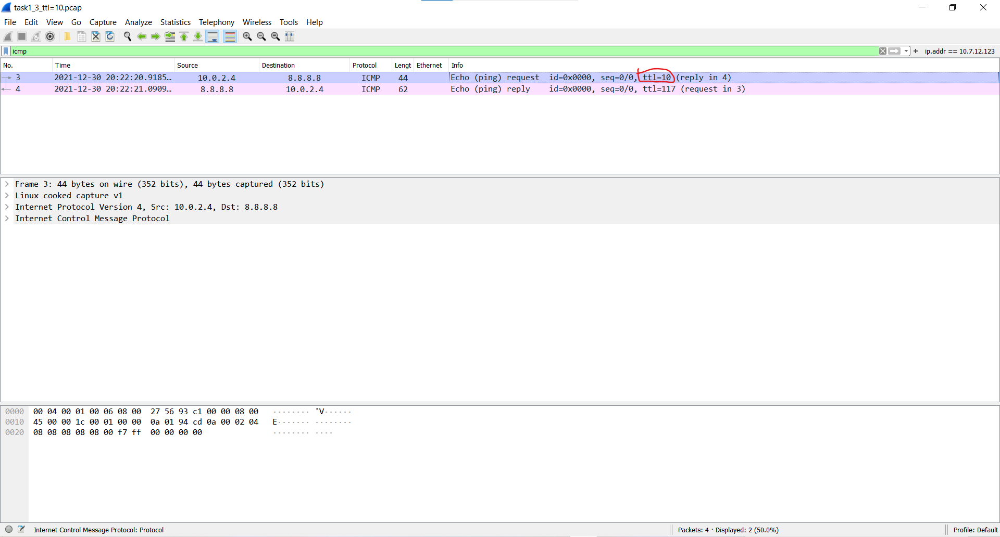 task1_3_ttl=10.pcap
File Edit View Go Capture Analyze Statistics Telephony Wireless Tools Help
icmp ip.addr == 10.7.12.123
No. Time Source Destination Protocol Lengt Ethernet Info
3 2021-12-30 20:22:20.9185… 10.0.2.4 8.8.8.8 ICMP 44 Echo (ping) request id=0x0000, seq=0/0, ttl=10 (reply in 4)
4 2021-12-30 20:22:21.0909… 8.8.8.8 10.0.2.4 ICMP 62 Echo (ping) reply id=0x0000, seq=0/0, ttl=117 (request in 3)
Frame 3: 44 bytes on wire (352 bits), 44 bytes captured (352 bits)
Linux cooked capture v1
Internet Protocol Version 4, Src: 10.0.2.4, Dst: 8.8.8.8
Internet Control Message Protocol
0000 00 04 00 01 00 06 08 00 27 56 93 c1 00 00 08 00 ········ 'V······
0010 45 00 00 1c 00 01 00 00 0a 01 94 cd 0a 00 02 04 E······· ········
0020 08 08 08 08 08 00 f7 ff 00 00 00 00 ········ ····
Internet Control Message Protocol: Protocol Packets: 4 · Displayed: 2 (50.0%) Profile: Default